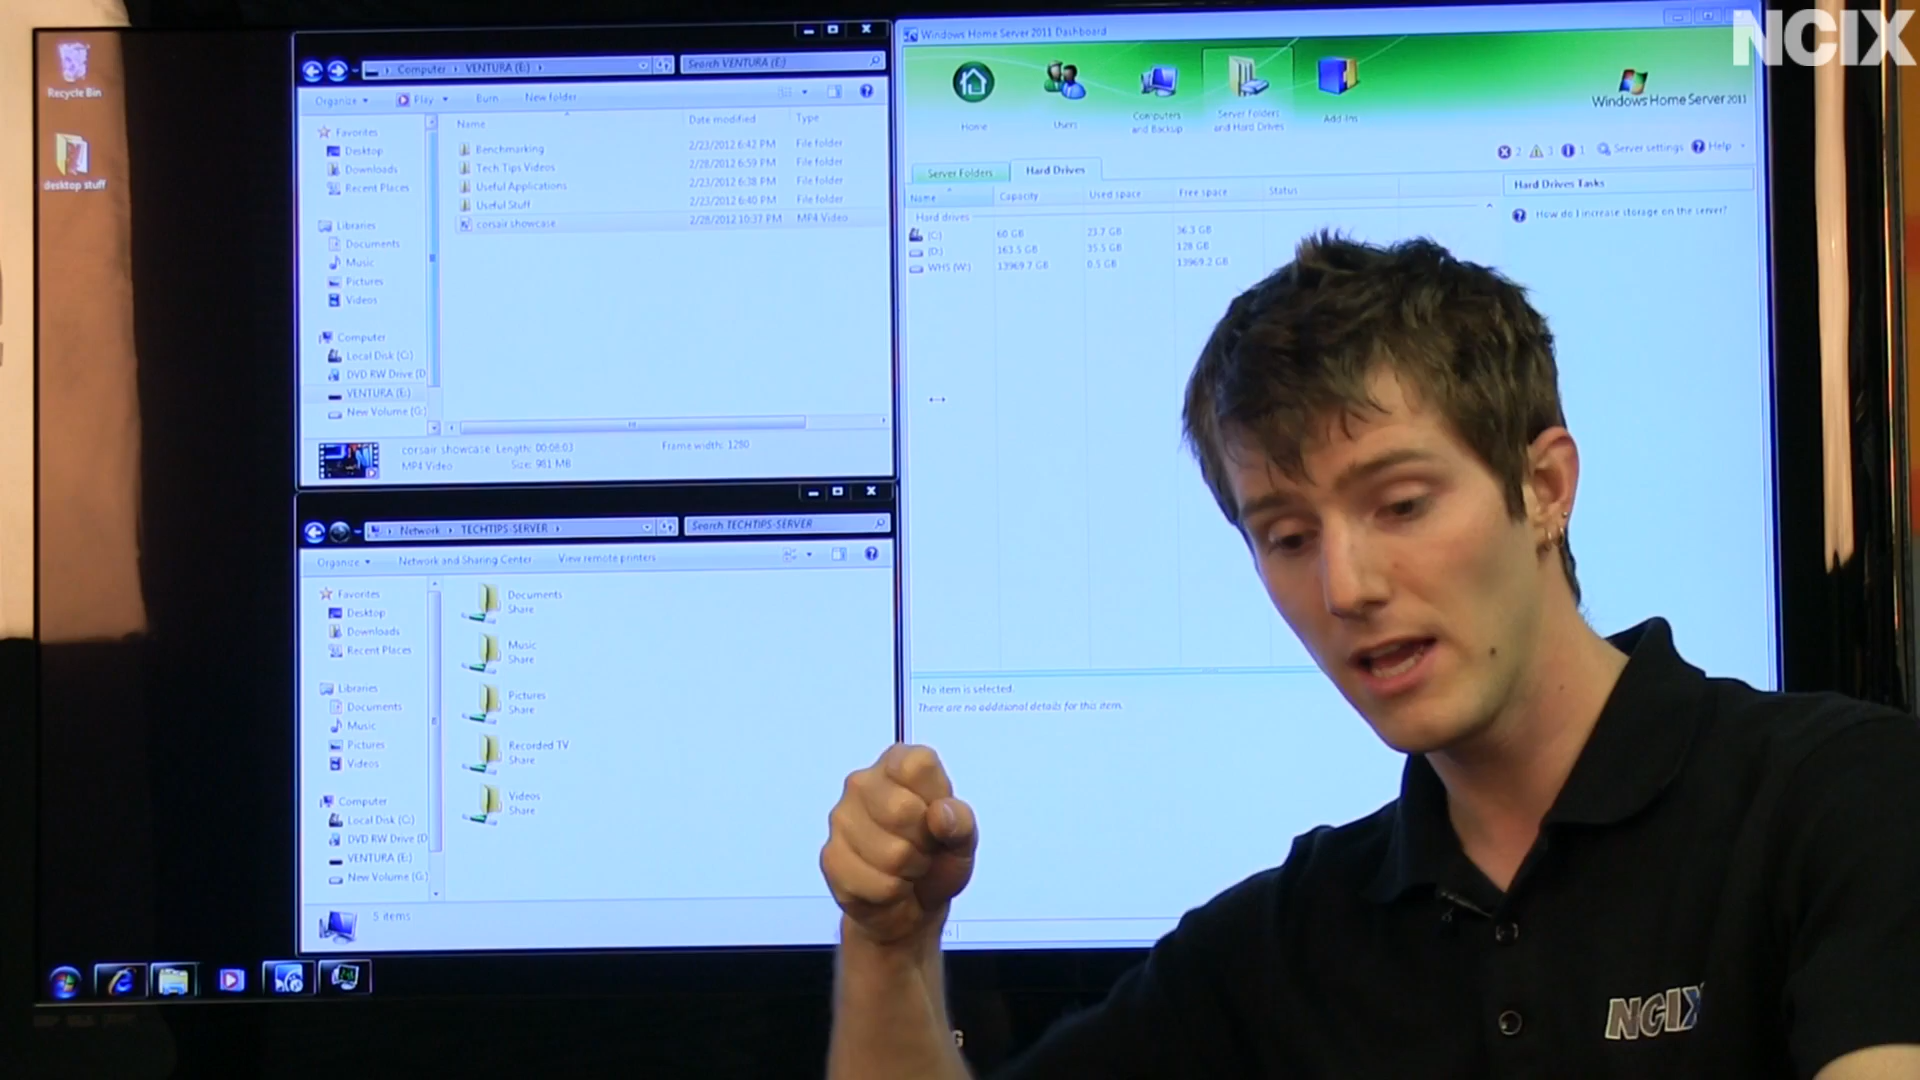 NCIX
Recycle Bin
desktop stuff
Computer VENTURA (E:)
Search VENTURA (E:)
Organize Play Burn New folder
Name Date modified Type
Benchmarking 2/23/2012 6:42 PM File folder
Tech Tips Videos 2/28/2012 6:59 PM File folder
Useful Applications 2/23/2012 6:38 PM File folder
Useful Stuff 2/23/2012 6:40 PM File folder
corsair showcase 2/28/2012 10:37 PM MP4 Video
Favorites
Desktop
Downloads
Recent Places
Libraries
Documents
Music
Pictures
Videos
Computer
Local Disk (C:)
DVD RW Drive (D
VENTURA (E:)
New Volume (G:)
corsair showcase Length: 00:08:03 Frame width: 1280
MP4 Video Size: 981 MB
Network TECHTIPS-SERVER
Search TECHTIPS-SERVER
Organize Network and Sharing Center View remote printers
Favorites
Desktop
Downloads
Recent Places
Libraries
Documents
Music
Pictures
Videos
Computer
Local Disk (C:)
DVD RW Drive (D
VENTURA (E:)
New Volume (G:)
Documents
Share
Music
Share
Pictures
Share
Recorded TV
Share
Videos
Share
5 items
Windows Home Server 2011 Dashboard
Home
Users
Computers
and Backup
Server Folders
and Hard Drives
Add-Ins
Windows Home Server 2011
2 3 1 Server settings Help
Server Folders Hard Drives
Name Capacity Used space Free space Status
Hard drives
(C:) 60 GB 23.7 GB 36.3 GB
(D:) 163.5 GB 35.5 GB 128 GB
WHS (W:) 13969.7 GB 0.5 GB 13969.2 GB
Hard Drives Tasks
How do I increase storage on the server?
No item is selected.
There are no additional details for this item.
NCIX